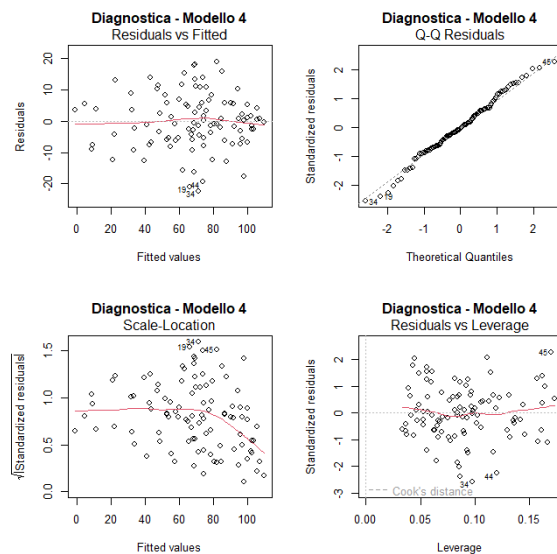 Diagnostica - Modello 4
Residuals vs Fitted
Residuals
-20
-10
0
10
20
19
44
34
0 20 40 60 80 100
Fitted values
Diagnostica - Modello 4
Q-Q Residuals
Standardized residuals
-2
-1
0
1
2
45
34
19
-2 -1 0 1 2
Theoretical Quantiles
Diagnostica - Modello 4
Scale-Location
√|Standardized residuals|
0.0
0.5
1.0
1.5
19
34
45
0 20 40 60 80 100
Fitted values
Diagnostica - Modello 4
Residuals vs Leverage
Standardized residuals
-3
-2
-1
0
1
2
45
34
44
Cook's distance
0.00 0.05 0.10 0.15
Leverage